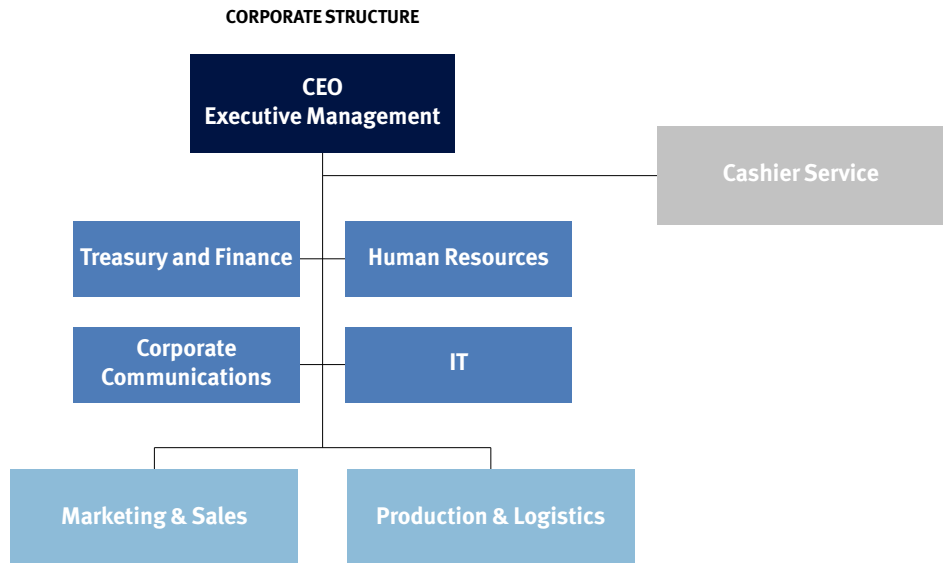 CORPORATE STRUCTURE
CEO
Executive Management
Cashier Service
Treasury and Finance
Human Resources
Corporate
Communications
IT
Marketing & Sales
Production & Logistics